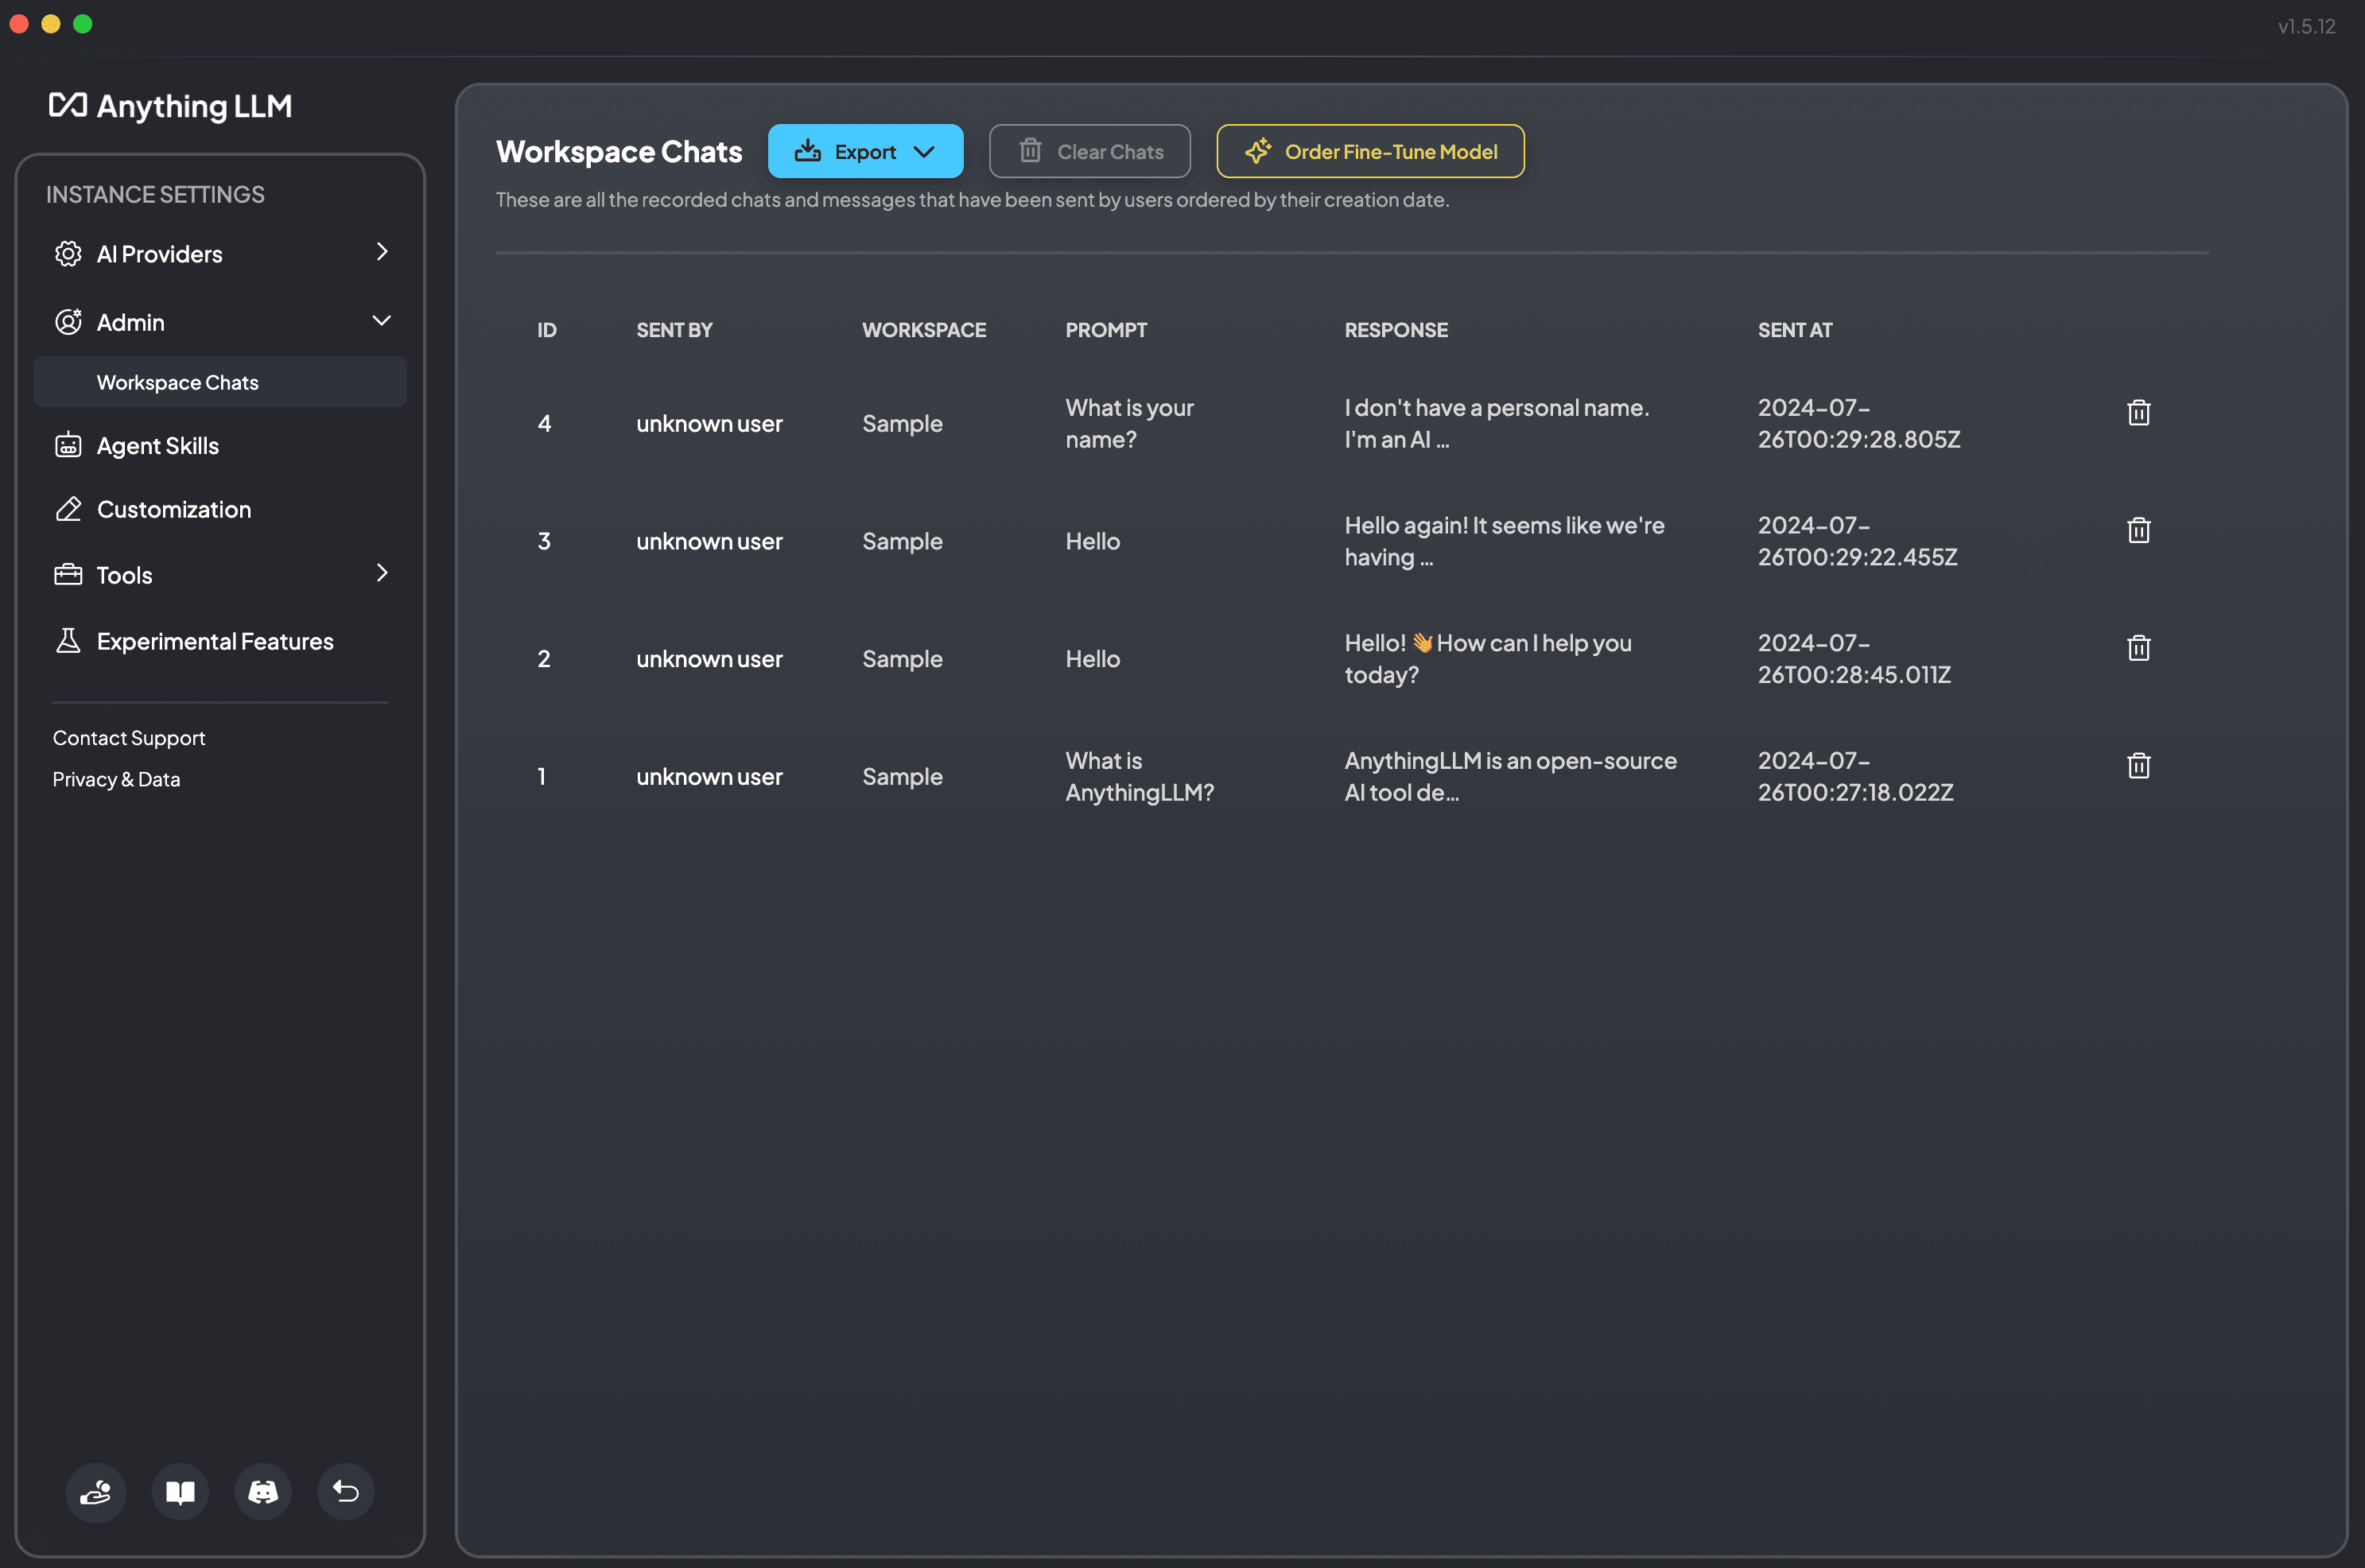 v1.5.12
Anything LLM
INSTANCE SETTINGS
AI Providers
Admin
Workspace Chats
Agent Skills
Customization
Tools
Experimental Features
Contact Support
Privacy & Data
Workspace Chats
Export
Clear Chats
Order Fine-Tune Model
These are all the recorded chats and messages that have been sent by users ordered by their creation date.
ID SENT BY WORKSPACE PROMPT RESPONSE SENT AT
4 unknown user Sample What is your name? I don't have a personal name. I'm an AI ... 2024-07-26T00:29:28.805Z
3 unknown user Sample Hello Hello again! It seems like we're having ... 2024-07-26T00:29:22.455Z
2 unknown user Sample Hello Hello! 👋 How can I help you today? 2024-07-26T00:28:45.011Z
1 unknown user Sample What is AnythingLLM? AnythingLLM is an open-source AI tool de... 2024-07-26T00:27:18.022Z